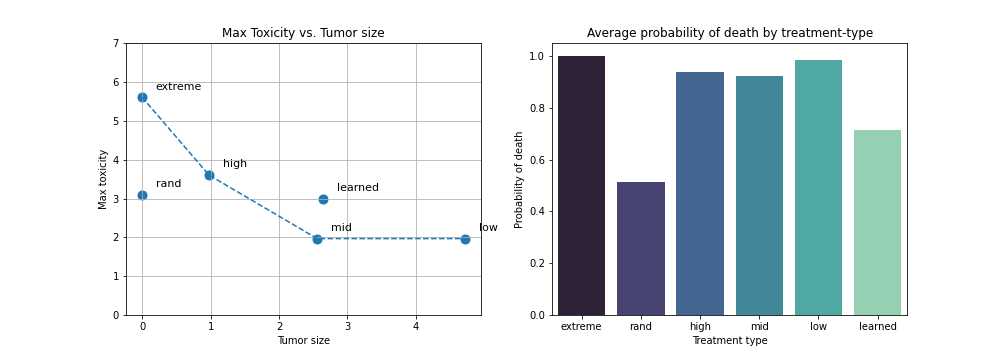 Max Toxicity vs. Tumor size
7
6
5
4
3
2
1
0
Max toxicity
extreme
rand
high
learned
mid
low
0
1
2
3
4
Tumor size
Average probability of death by treatment-type
1.0
0.8
0.6
0.4
0.2
0.0
Probability of death
extreme
rand
high
mid
low
learned
Treatment type